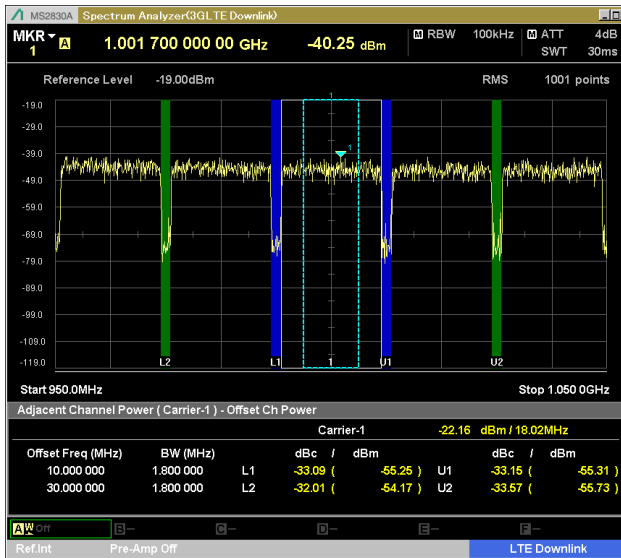 MS2830A Spectrum Analyzer(3GLTE Downlink)
MKR 1 A 1.001 700 000 00 GHz -40.25 dBm M RBW 100kHz M ATT 4dB
SWT 30ms
Reference Level -19.00dBm RMS 1001 points
1
-19.0
-29.0
-39.0
1
-49.0
-59.0
-69.0
-79.0
-89.0
-99.0
-109.0
-119.0
L2 L1 1 U1 U2
Start 950.0MHz Stop 1.050 0GHz
Adjacent Channel Power ( Carrier-1 ) - Offset Ch Power
Carrier-1 -22.16 dBm / 18.02MHz
Offset Freq (MHz) BW (MHz) dBc / dBm dBc / dBm
10.000 000 1.800 000 L1 -33.09 ( -55.25 ) U1 -33.15 ( -55.31 )
30.000 000 1.800 000 L2 -32.01 ( -54.17 ) U2 -33.57 ( -55.73 )
A W Off B – C – D – E – F –
Ref.Int Pre-Amp Off LTE Downlink